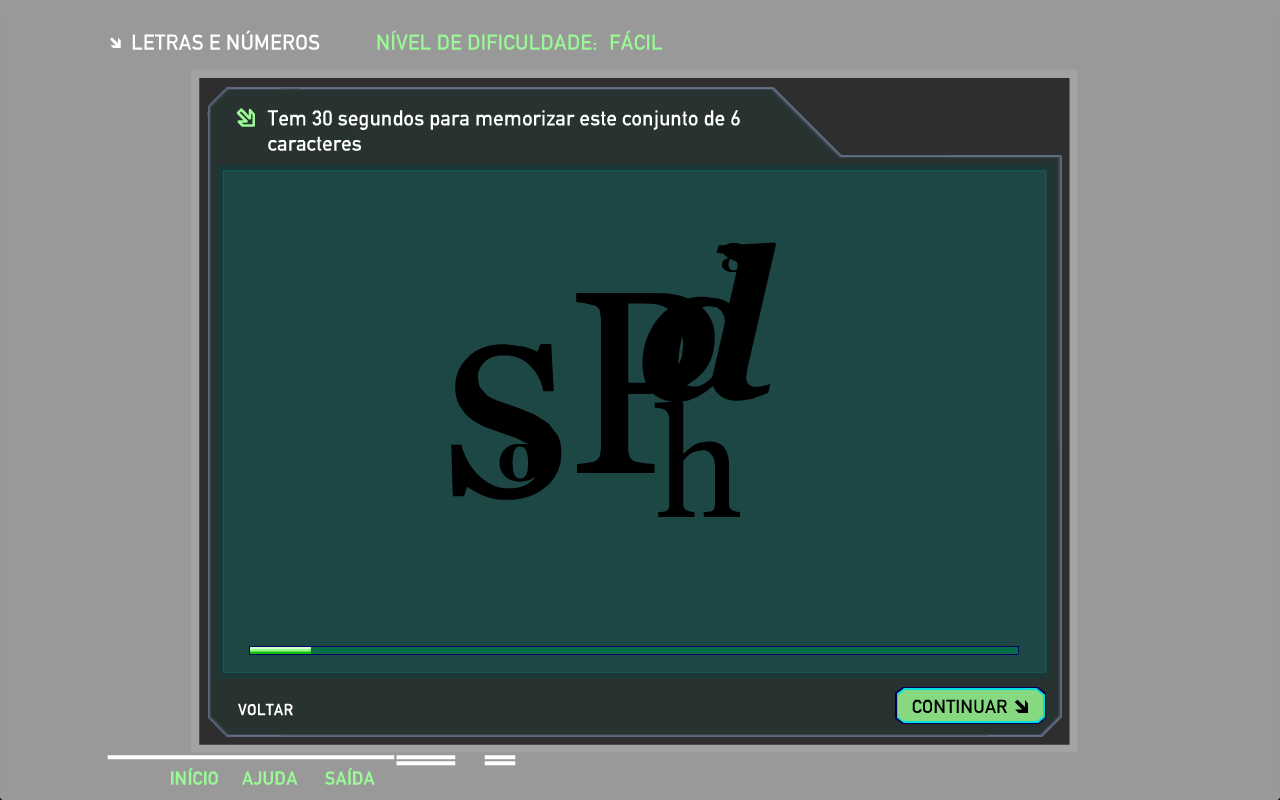 LETRAS E NÚMEROS NÍVEL DE DIFICULDADE: FÁCIL
Tem 30 segundos para memorizar este conjunto de 6
caracteres
s o P d h
VOLTAR
CONTINUAR
INÍCIO AJUDA SAÍDA